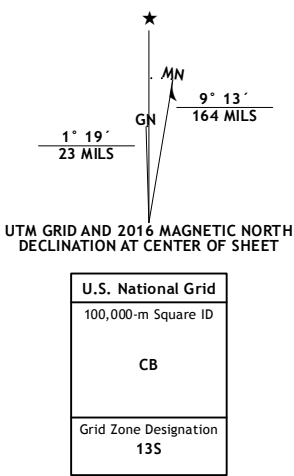 MN
9° 13´
164 MILS
GN
1° 19´
23 MILS
UTM GRID AND 2016 MAGNETIC NORTH
DECLINATION AT CENTER OF SHEET
U.S. National Grid
100,000-m Square ID
CB
Grid Zone Designation
13S